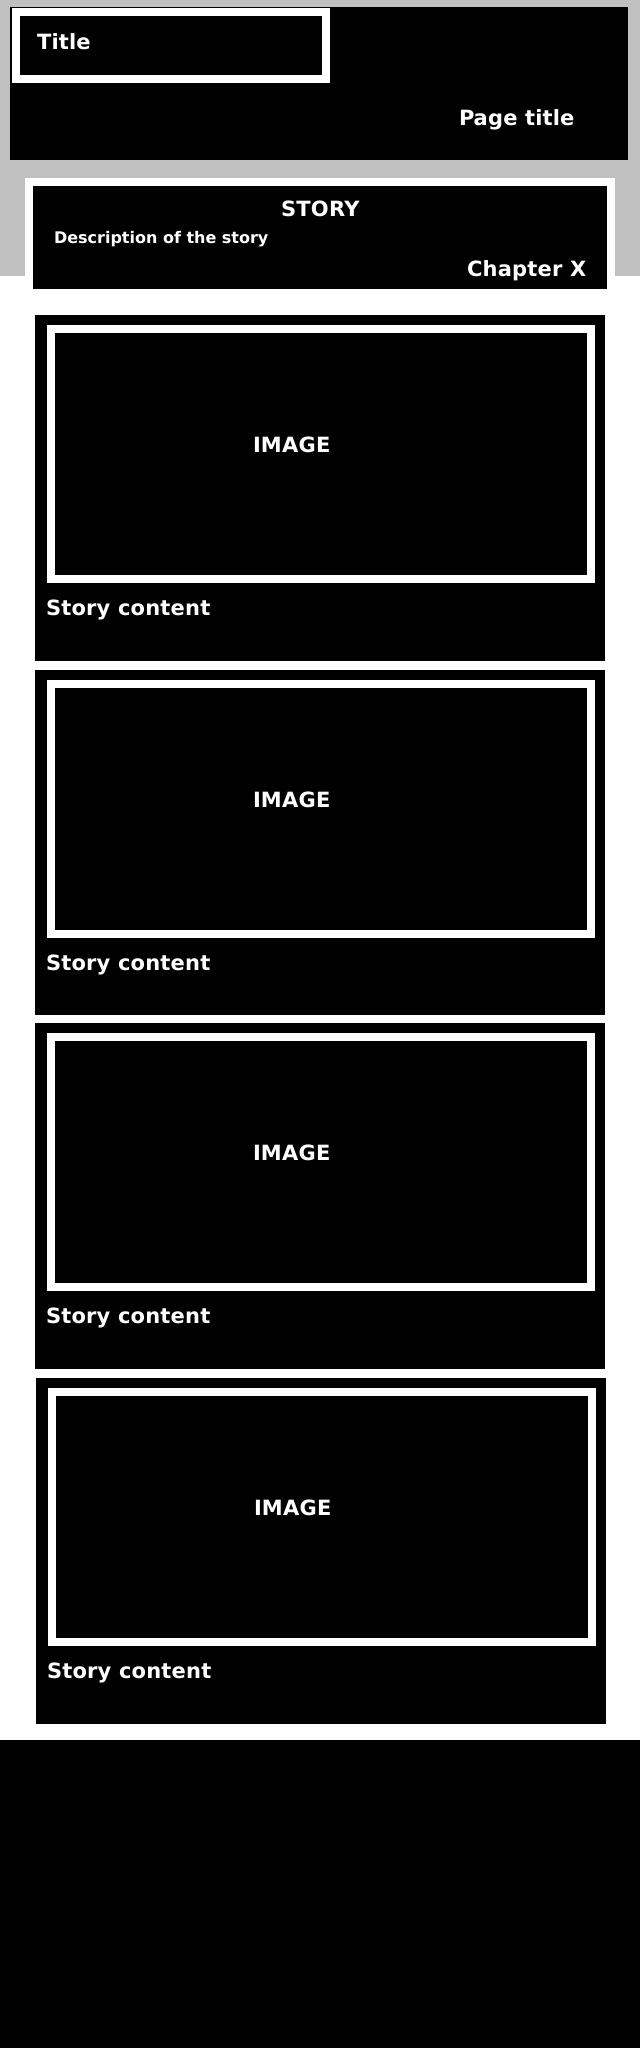 Title
Page title
STORY
Description of the story
Chapter X
IMAGE
Story content
IMAGE
Story content
IMAGE
Story content
IMAGE
Story content